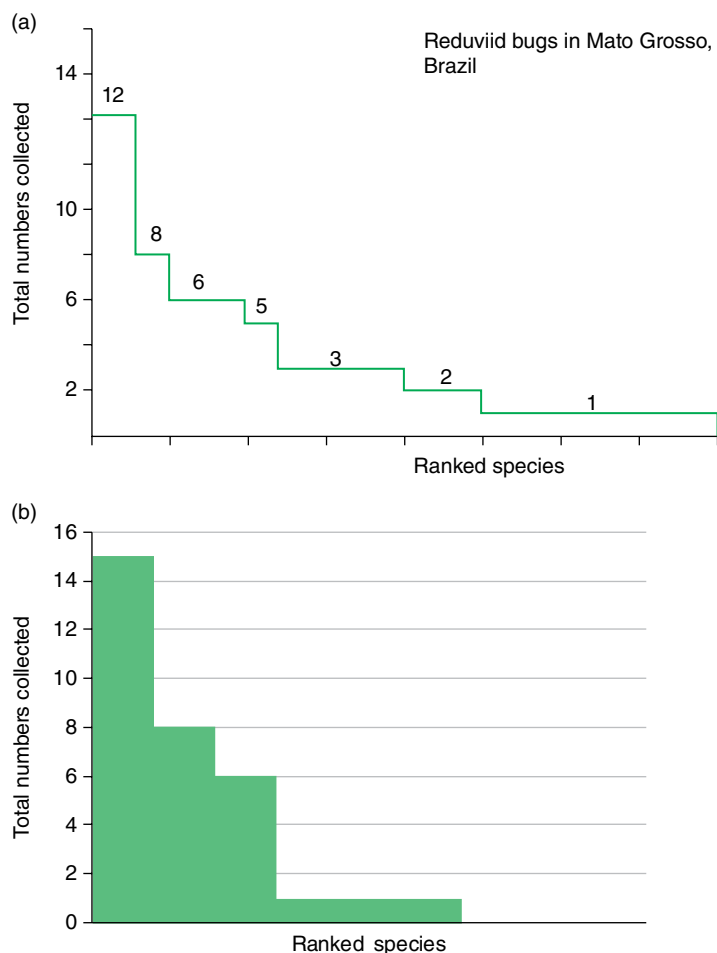 (a)
Reduviid bugs in Mato Grosso,
Brazil
Total numbers collected
14
10
6
2
12
8
6
5
3
2
1
Ranked species
(b)
Total numbers collected
16
14
12
10
8
6
4
2
0
Ranked species